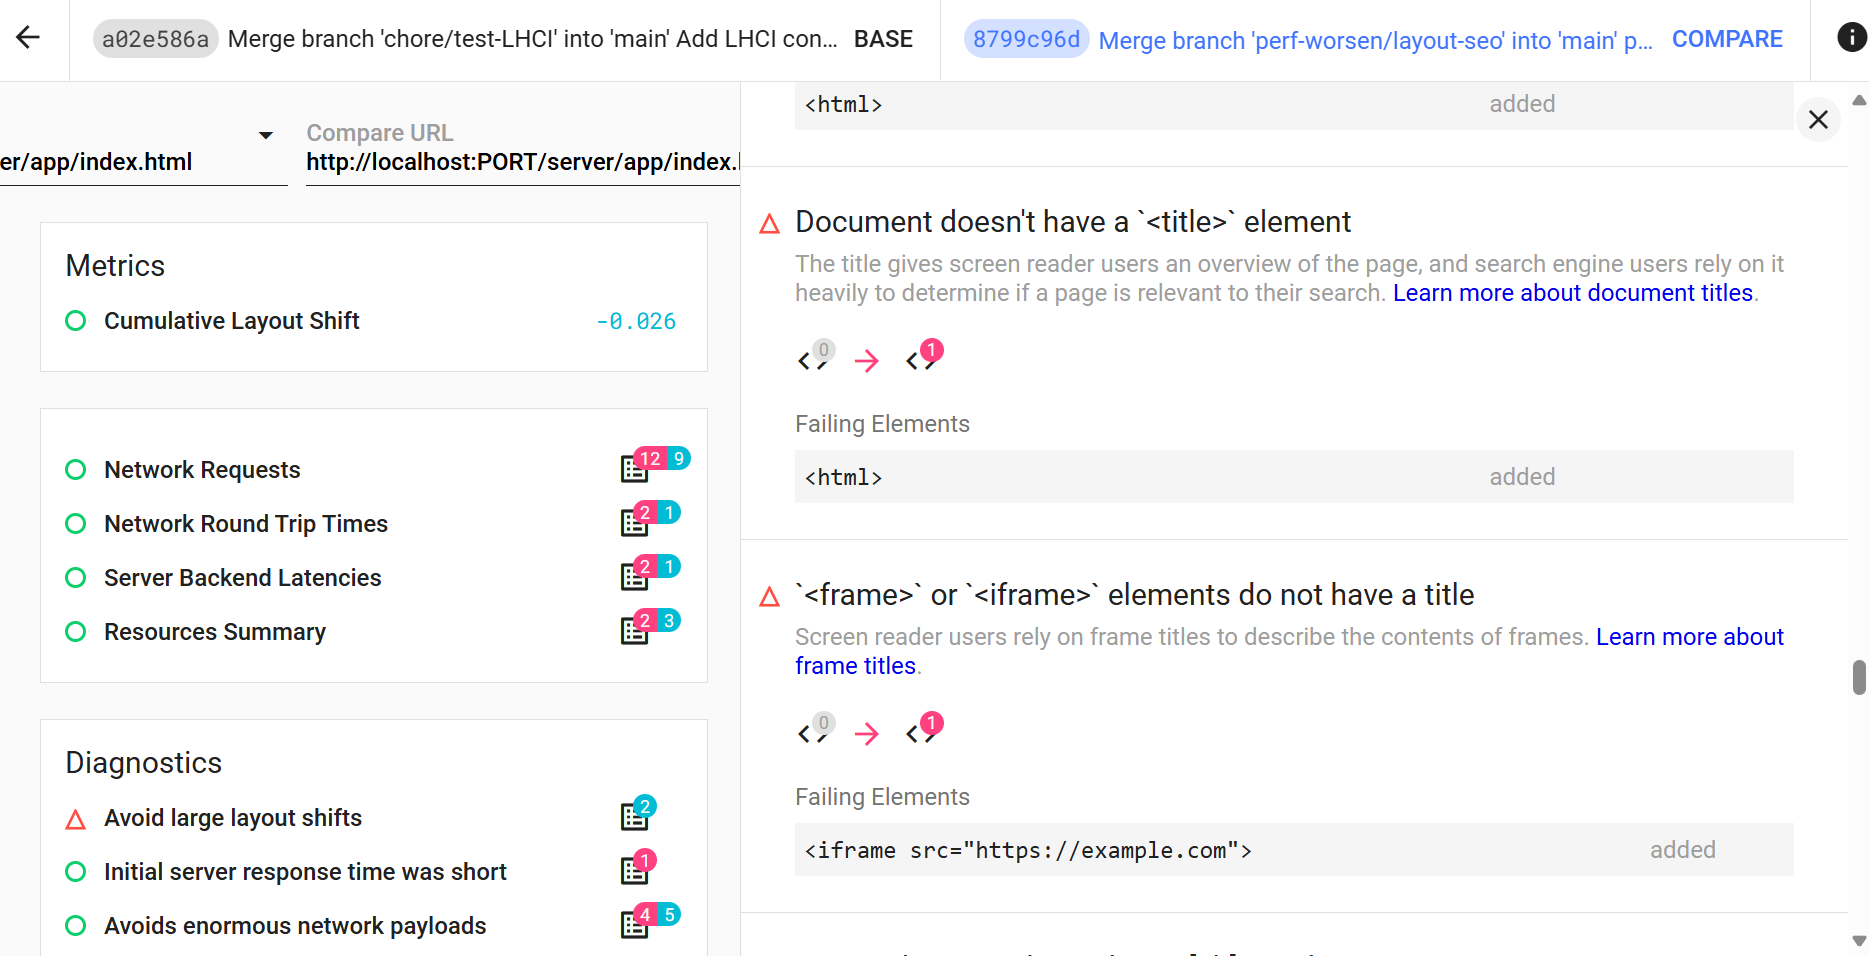 a02e586a Merge branch 'chore/test-LHCI' into 'main' Add LHCI con... BASE
8799c96d Merge branch 'perf-worsen/layout-seo' into 'main' p... COMPARE
er/app/index.html
Compare URL
http://localhost:PORT/server/app/index.
Metrics
Cumulative Layout Shift -0.026
Network Requests 12 9
Network Round Trip Times 2 1
Server Backend Latencies 2 1
Resources Summary 2 3
Diagnostics
Avoid large layout shifts 2
Initial server response time was short 1
Avoids enormous network payloads 4 5
<html> added
Document doesn't have a `<title>` element
The title gives screen reader users an overview of the page, and search engine users rely on it
heavily to determine if a page is relevant to their search. Learn more about document titles.
0 1
Failing Elements
<html> added
`<frame>` or `<iframe>` elements do not have a title
Screen reader users rely on frame titles to describe the contents of frames. Learn more about
frame titles.
0 1
Failing Elements
<iframe src="https://example.com"> added